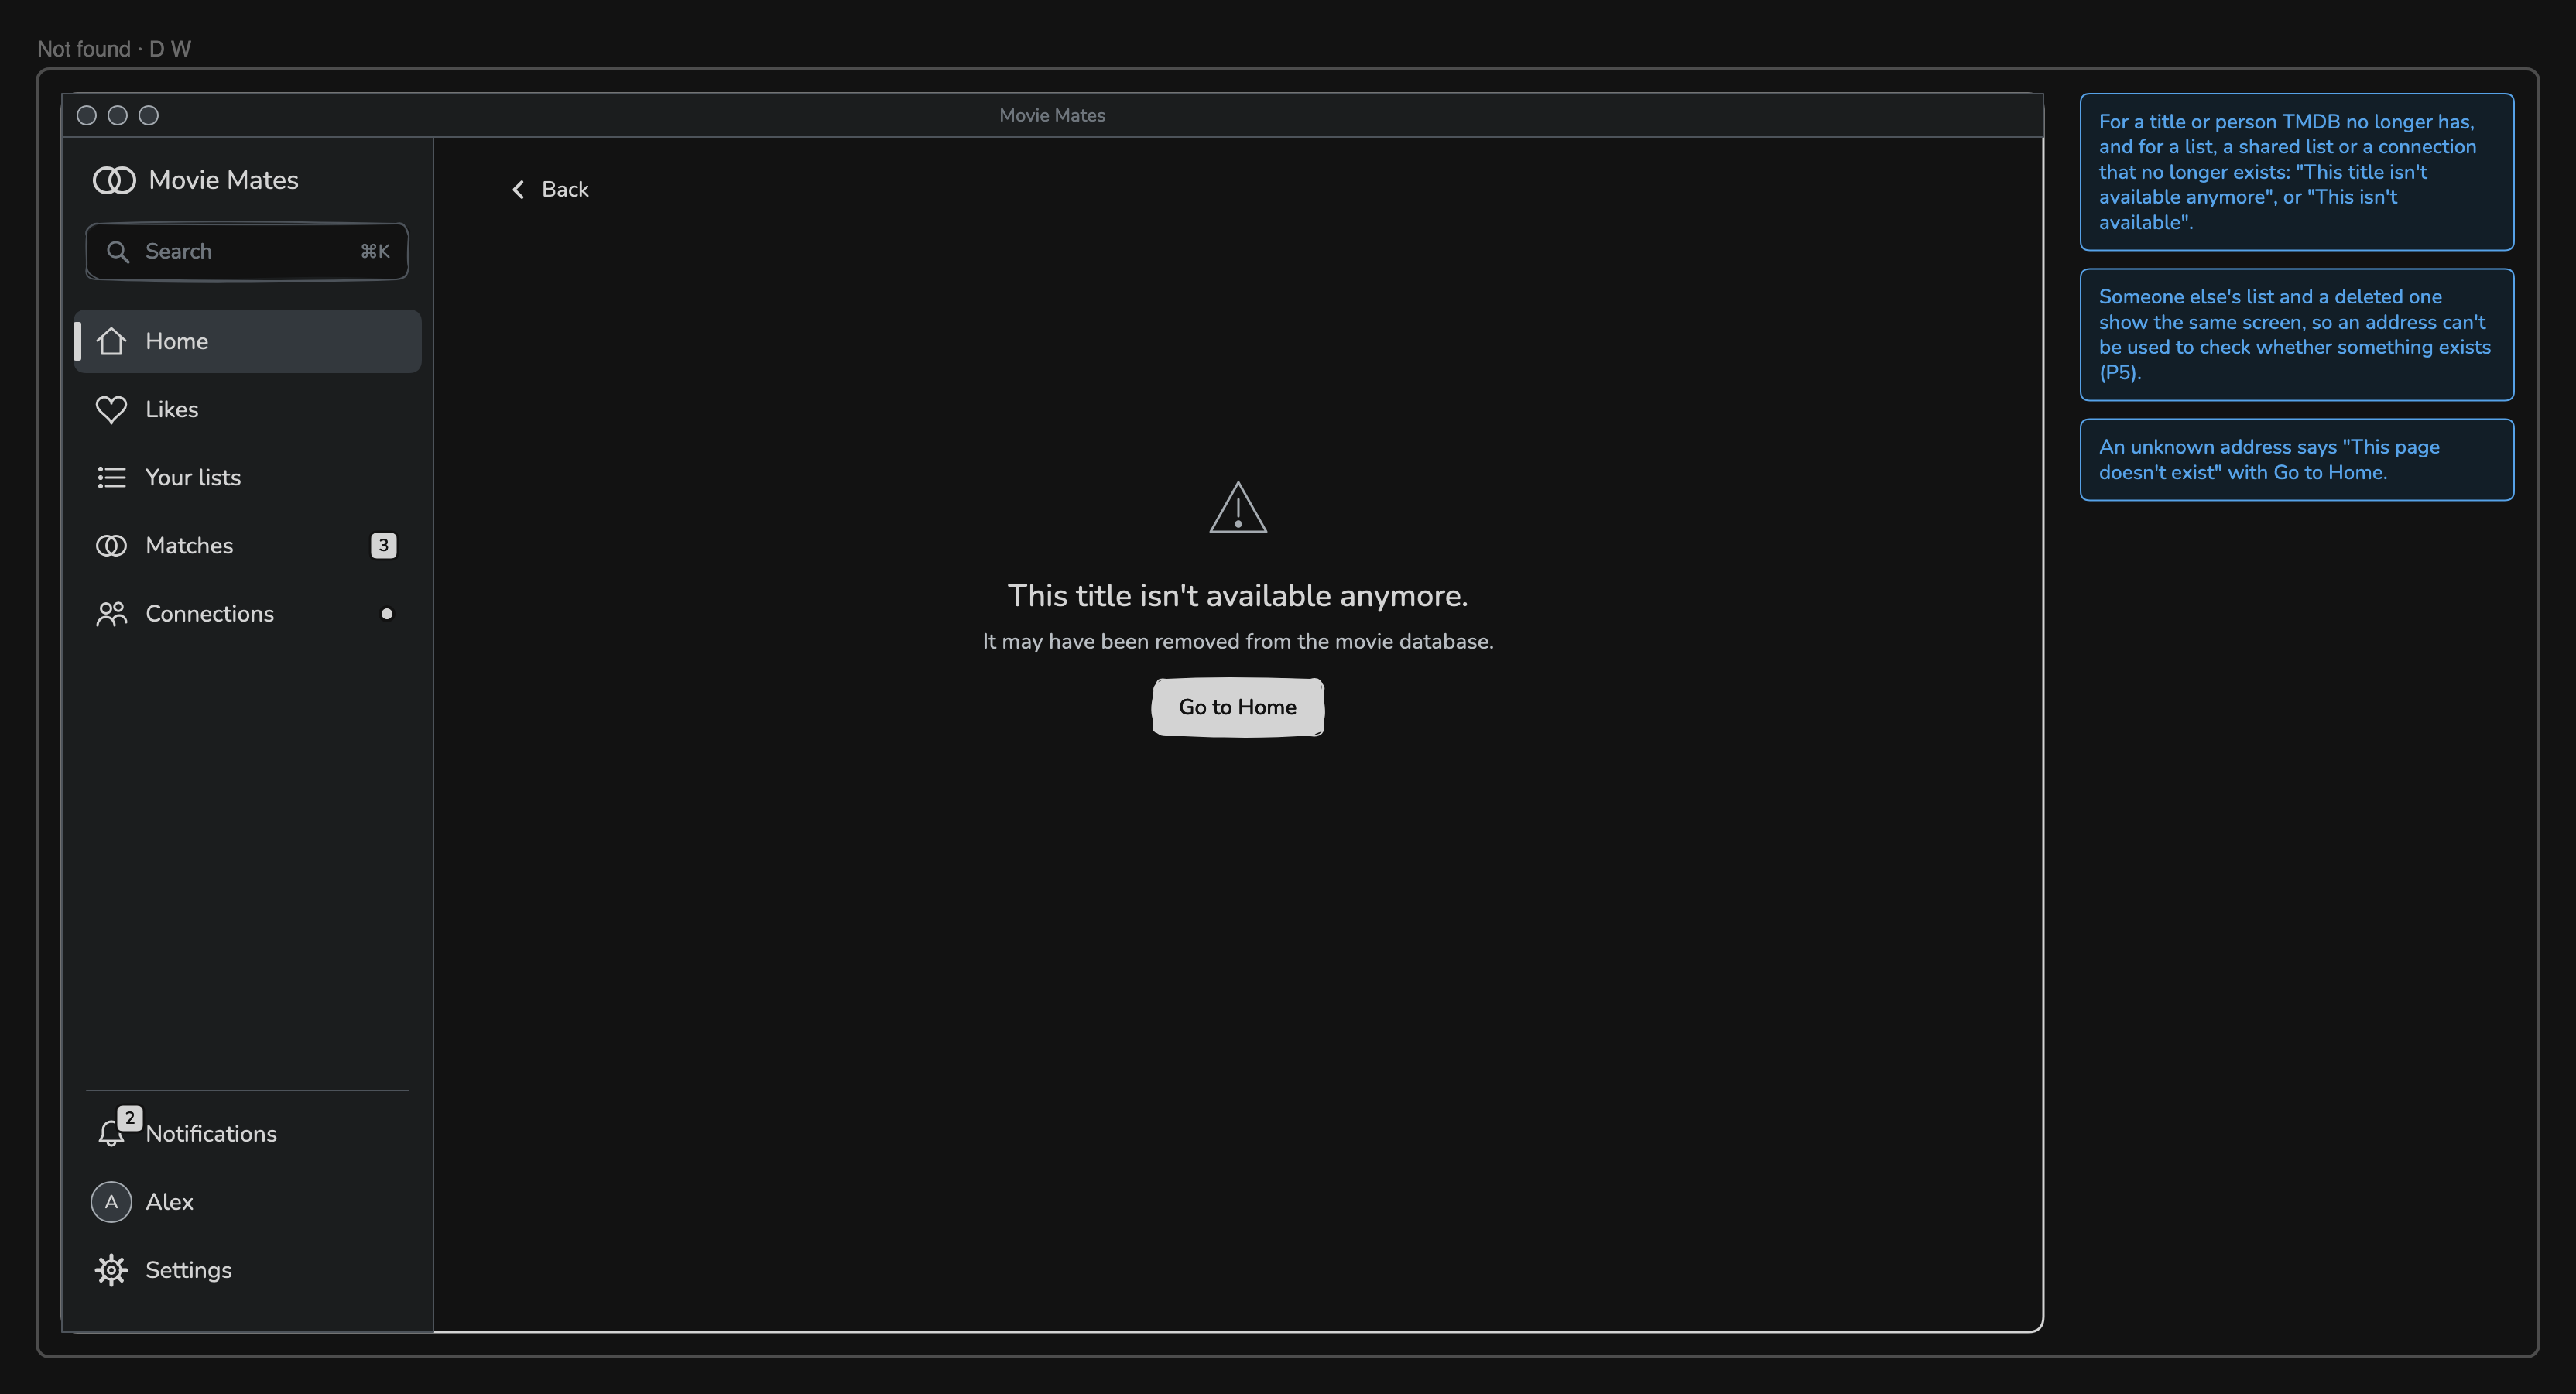 Not found · D W
Movie Mates
Movie Mates
Search ⌘K
Home
Likes
Your lists
Matches 3
Connections
2
Notifications
A Alex
Settings
Back
This title isn't available anymore.
It may have been removed from the movie database.
Go to Home
For a title or person TMDB no longer has,
and for a list, a shared list or a connection
that no longer exists: "This title isn't
available anymore", or "This isn't
available".
Someone else's list and a deleted one
show the same screen, so an address can't
be used to check whether something exists
(P5).
An unknown address says "This page
doesn't exist" with Go to Home.